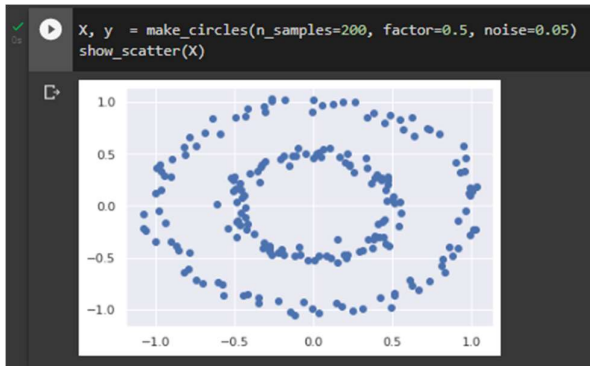 X, y  = make_circles(n_samples=200, factor=0.5, noise=0.05)
show_scatter(X)
0s
1.0
0.5
0.0
−0.5
−1.0
−1.0 −0.5 0.0 0.5 1.0